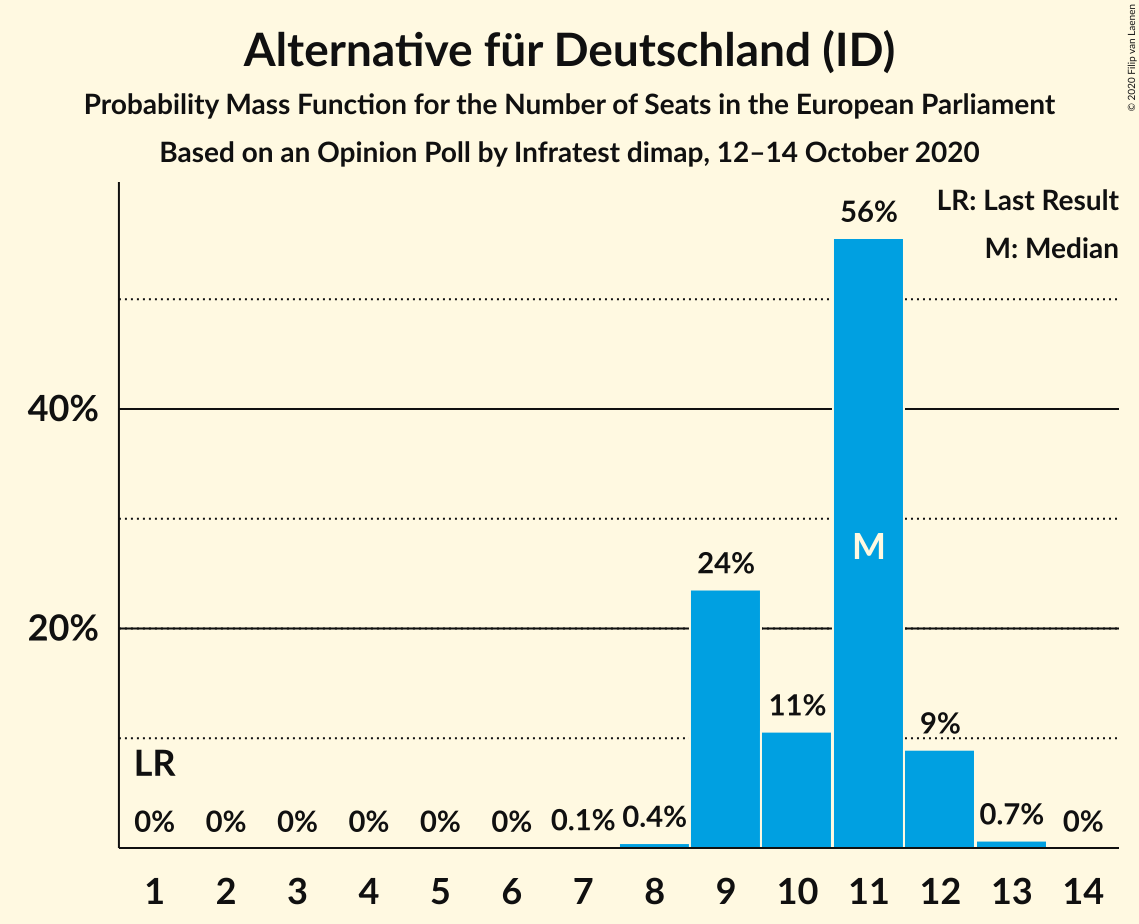 Alternative für Deutschland (ID)
Probability Mass Function for the Number of Seats in the European Parliament
Based on an Opinion Poll by Infratest dimap, 12–14 October 2020
© 2020 Filip van Laenen
LR: Last Result
M: Median
56%
40%
M
24%
20%
11%
9%
LR
0% 0% 0% 0% 0% 0% 0.1% 0.4% 0.7% 0%
1 2 3 4 5 6 7 8 9 10 11 12 13 14